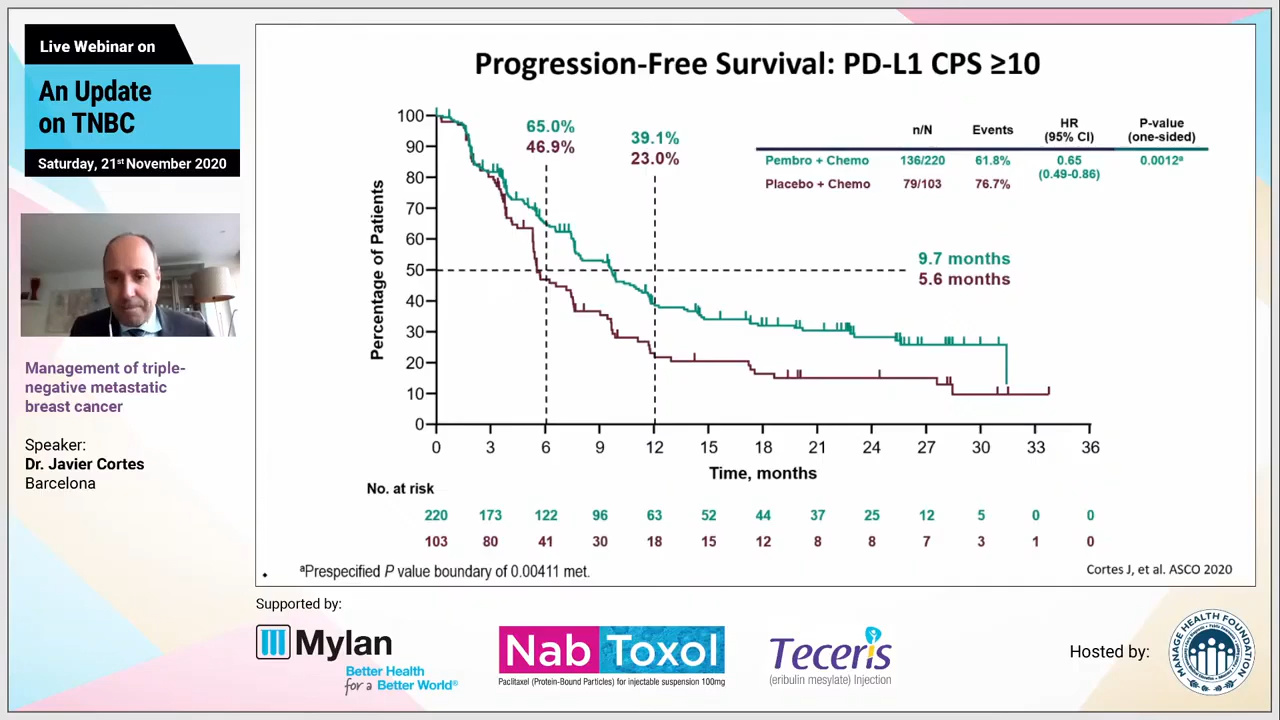 Live Webinar on
An Update
on TNBC
Saturday, 21st November 2020
Management of triple-
negative metastatic
breast cancer
Speaker:
Dr. Javier Cortes
Barcelona
Progression-Free Survival: PD-L1 CPS ≥10
n/N Events HR (95% CI) P-value (one-sided)
Pembro + Chemo 136/220 61.8% 0.65 (0.49-0.86) 0.0012ª
Placebo + Chemo 79/103 76.7%
65.0%
46.9%
39.1%
23.0%
9.7 months
5.6 months
Percentage of Patients
100
90
80
70
60
50
40
30
20
10
0
0 3 6 9 12 15 18 21 24 27 30 33 36
Time, months
No. at risk
220 173 122 96 63 52 44 37 25 12 5 0 0
103 80 41 30 18 15 12 8 8 7 3 1 0
ªPrespecified P value boundary of 0.00411 met.
Cortes J, et al. ASCO 2020
Supported by:
Mylan
Better Health
for a Better World®
NabToxol
Paclitaxel (Protein-Bound Particles) for injectable suspension 100mg
Teceris
(eribulin mesylate) Injection
Hosted by:
MANAGE HEALTH FOUNDATION